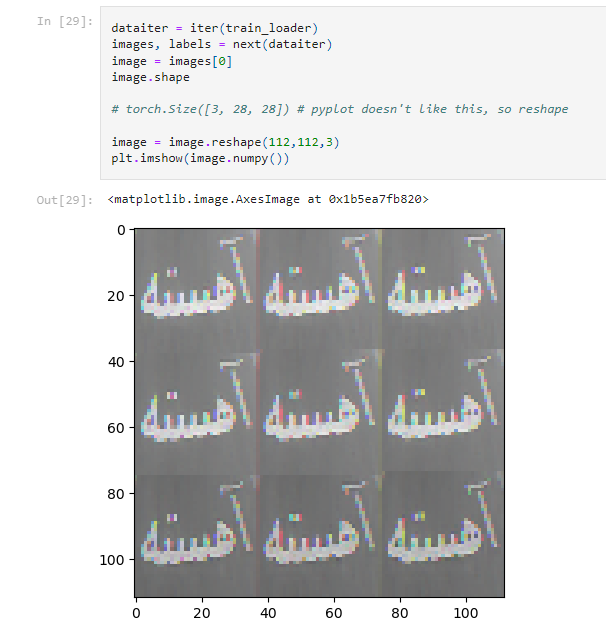 In [29]:
dataiter = iter(train_loader)
images, labels = next(dataiter)
image = images[0]
image.shape
# torch.Size([3, 28, 28]) # pyplot doesn't like this, so reshape
image = image.reshape(112,112,3)
plt.imshow(image.numpy())
Out[29]:
<matplotlib.image.AxesImage at 0x1b5ea7fb820>
0
20
40
60
80
100
0 20 40 60 80 100